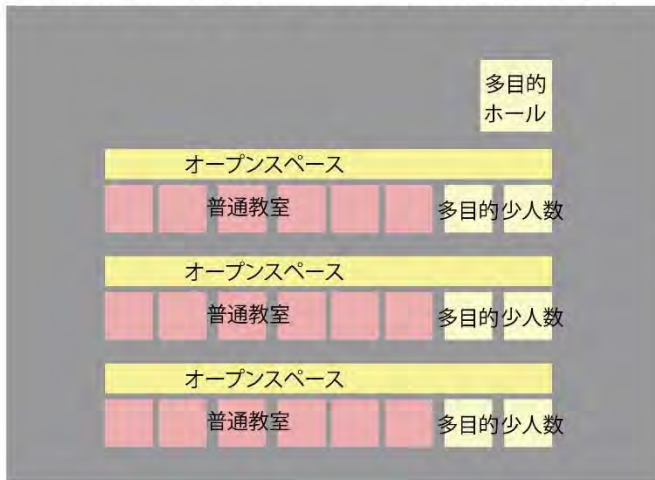 多目的
ホール
オープンスペース
普通教室 多目的 少人数
オープンスペース
普通教室 多目的 少人数
オープンスペース
普通教室 多目的 少人数